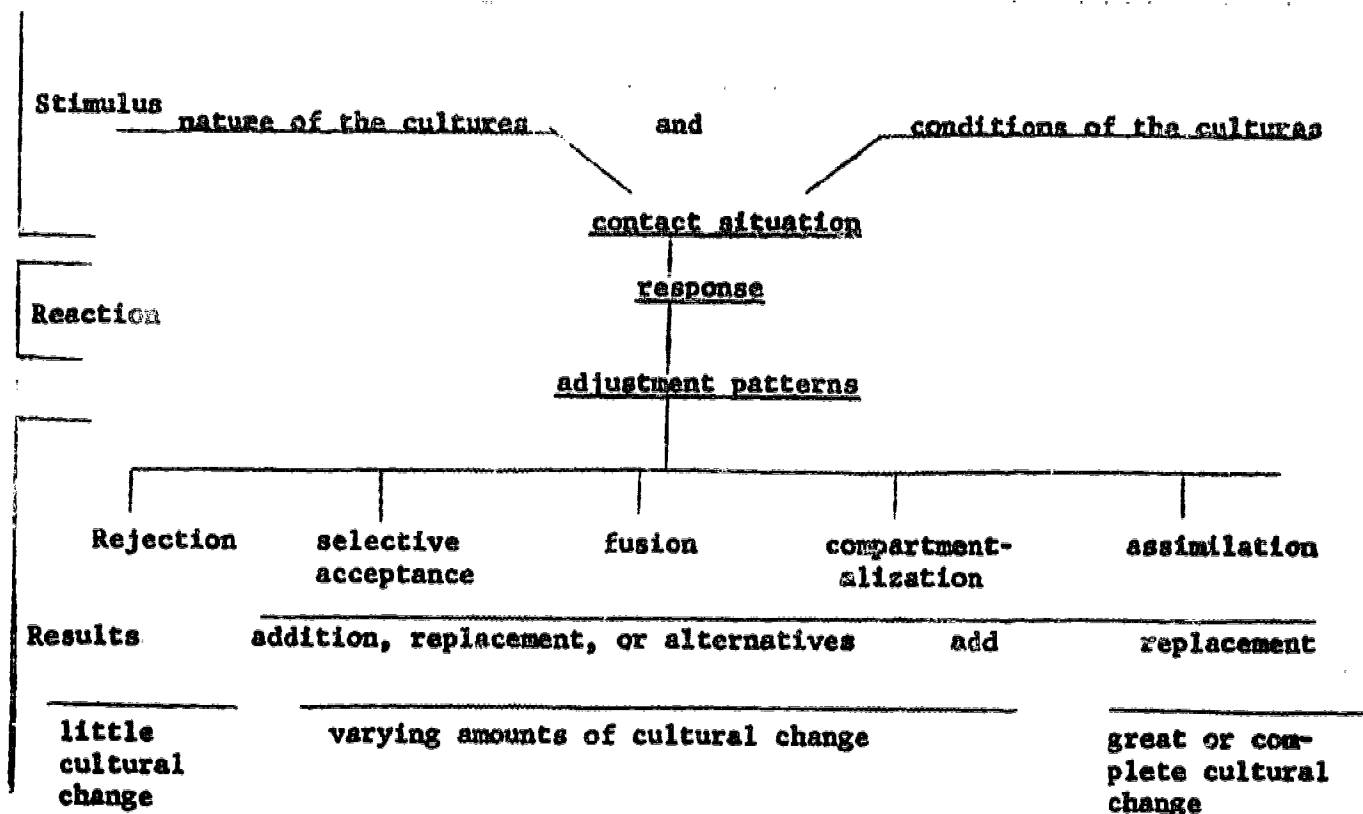 Stimulus
nature of the cultures and conditions of the cultures
contact situation
response
Reaction
adjustment patterns
Rejection selective acceptance fusion compartment-alization assimilation
Results addition, replacement, or alternatives add replacement
little cultural change
varying amounts of cultural change
great or com-
plete cultural
change